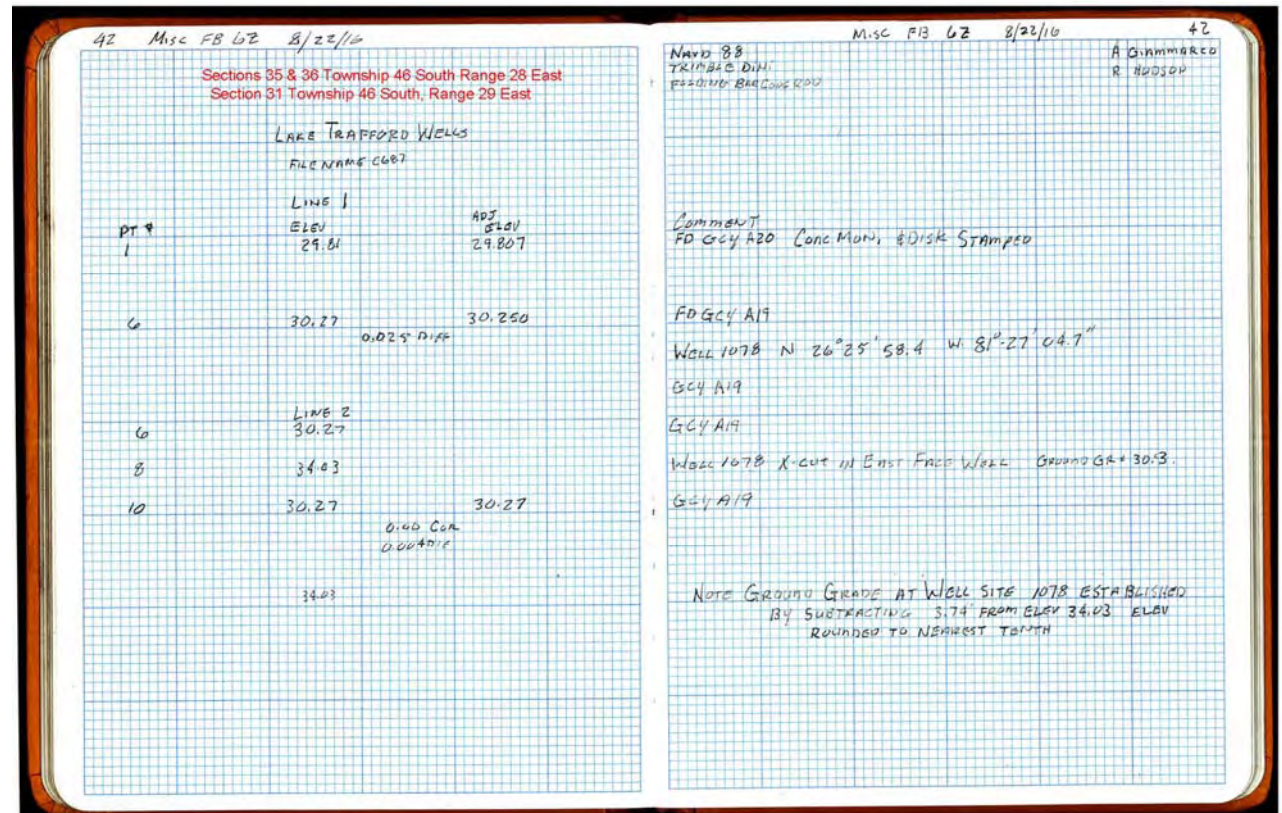 42 Misc FB 62 8/22/16
Sections 35 & 36 Township 46 South Range 28 East
Section 31 Township 46 South, Range 29 East
LAKE TRAFFORD WELLS
FILE NAME C687
LINE 1
PT # ELEV ADJ ELEV
1 29.81 29.807
6 30.27 30.250
0.025 DIFF
LINE 2
6 30.27
8 34.03
10 30.27 30.27
0.00 COR
0.004 DIF
34.03
MISC FB 62 8/22/16 42
NAVD 88 A GIAMMARCO
TRIMBLE DINI R HUDSON
FOLDING BARCODE ROD
COMMENT
FD GCY A20 CONC MON. & DISK STAMPED
FD GCY A19
WELL 1078 N 26°25'58.4 W 81°-27'04.7"
GCY A19
GCY A19
WELL 1078 X-CUT IN EAST FACE WELL GROUND GR = 30.3.
GCY A19
NOTE GROUND GRADE AT WELL SITE 1078 ESTABLISHED
BY SUBTRACTING 3.74' FROM ELEV 34.03 ELEV
ROUNDED TO NEAREST TENTH